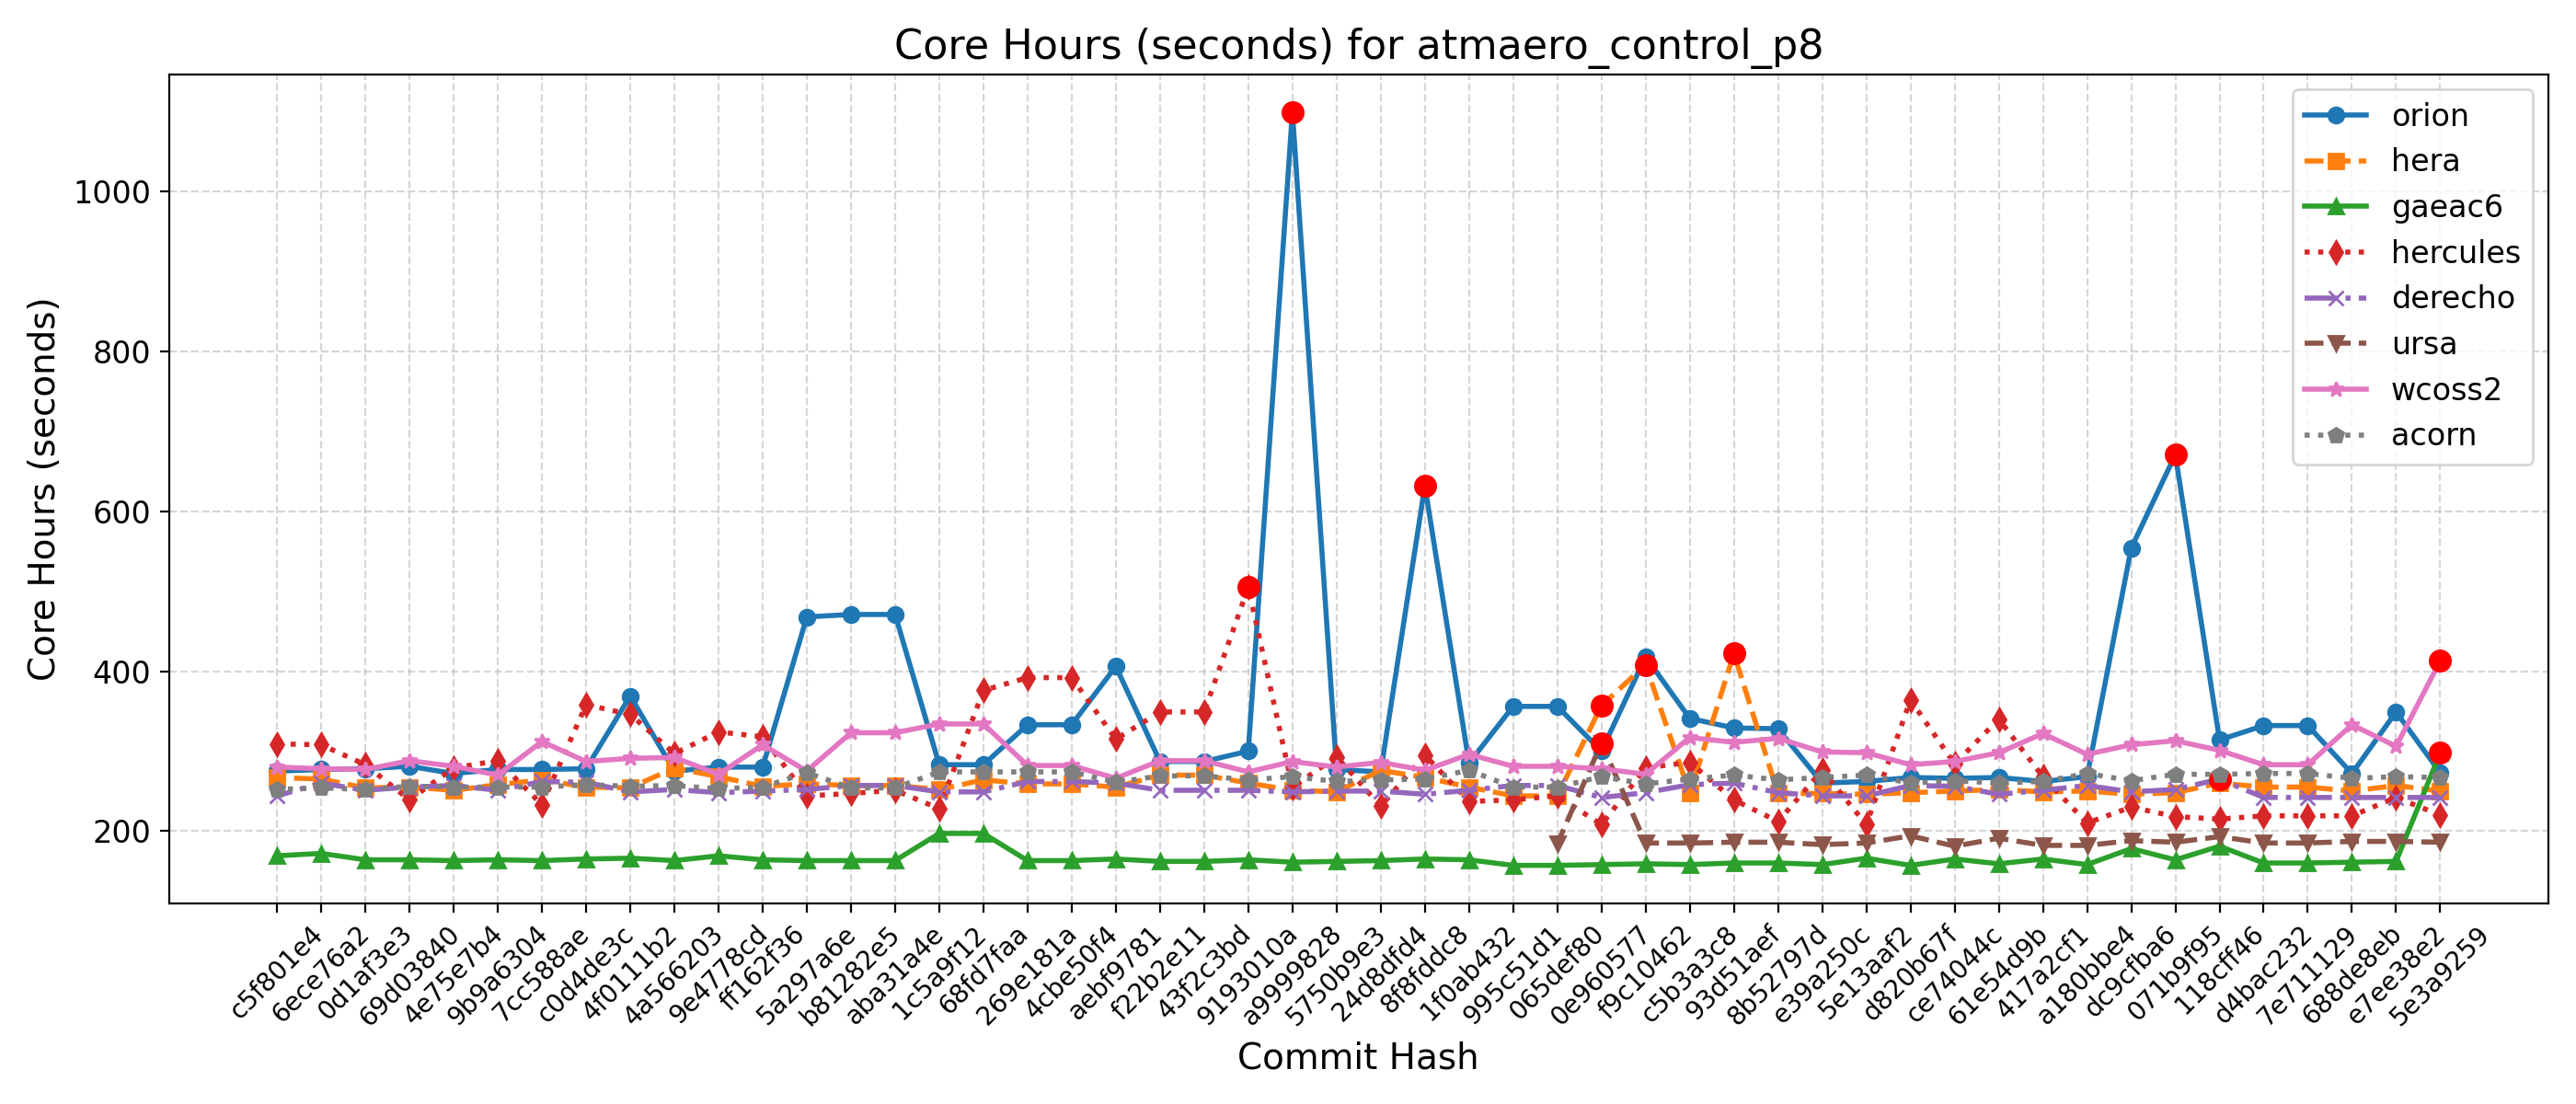 Core Hours (seconds) for atmaero_control_p8
Core Hours (seconds)
1000
800
600
400
200
orion
hera
gaeac6
hercules
derecho
ursa
wcoss2
acorn
c5f801e4
6ece76a2
0d1af3e3
69d03840
4e75e7b4
9b9a6304
7cc588ae
c0d4de3c
4f0111b2
4a566203
9e4778cd
ff162f36
5a297a6e
b81282e5
aba31a4e
1c5a9f12
68fd7faa
269e181a
4cbe50f4
aebf9781
f22b2e11
43f2c3bd
9193010a
a9999828
5750b9e3
24d8dfd4
8f8fddc8
1f0ab432
995c51d1
065def80
0e960577
f9c10462
c5b3a3c8
93d51aef
8b52797d
e39a250c
5e13aaf2
d820b67f
ce74044c
61e54d9b
417a2cf1
a180bbe4
dc9cfba6
071b9f95
118cff46
d4bac232
7e711129
688de8eb
e7ee38e2
5e3a9259
Commit Hash